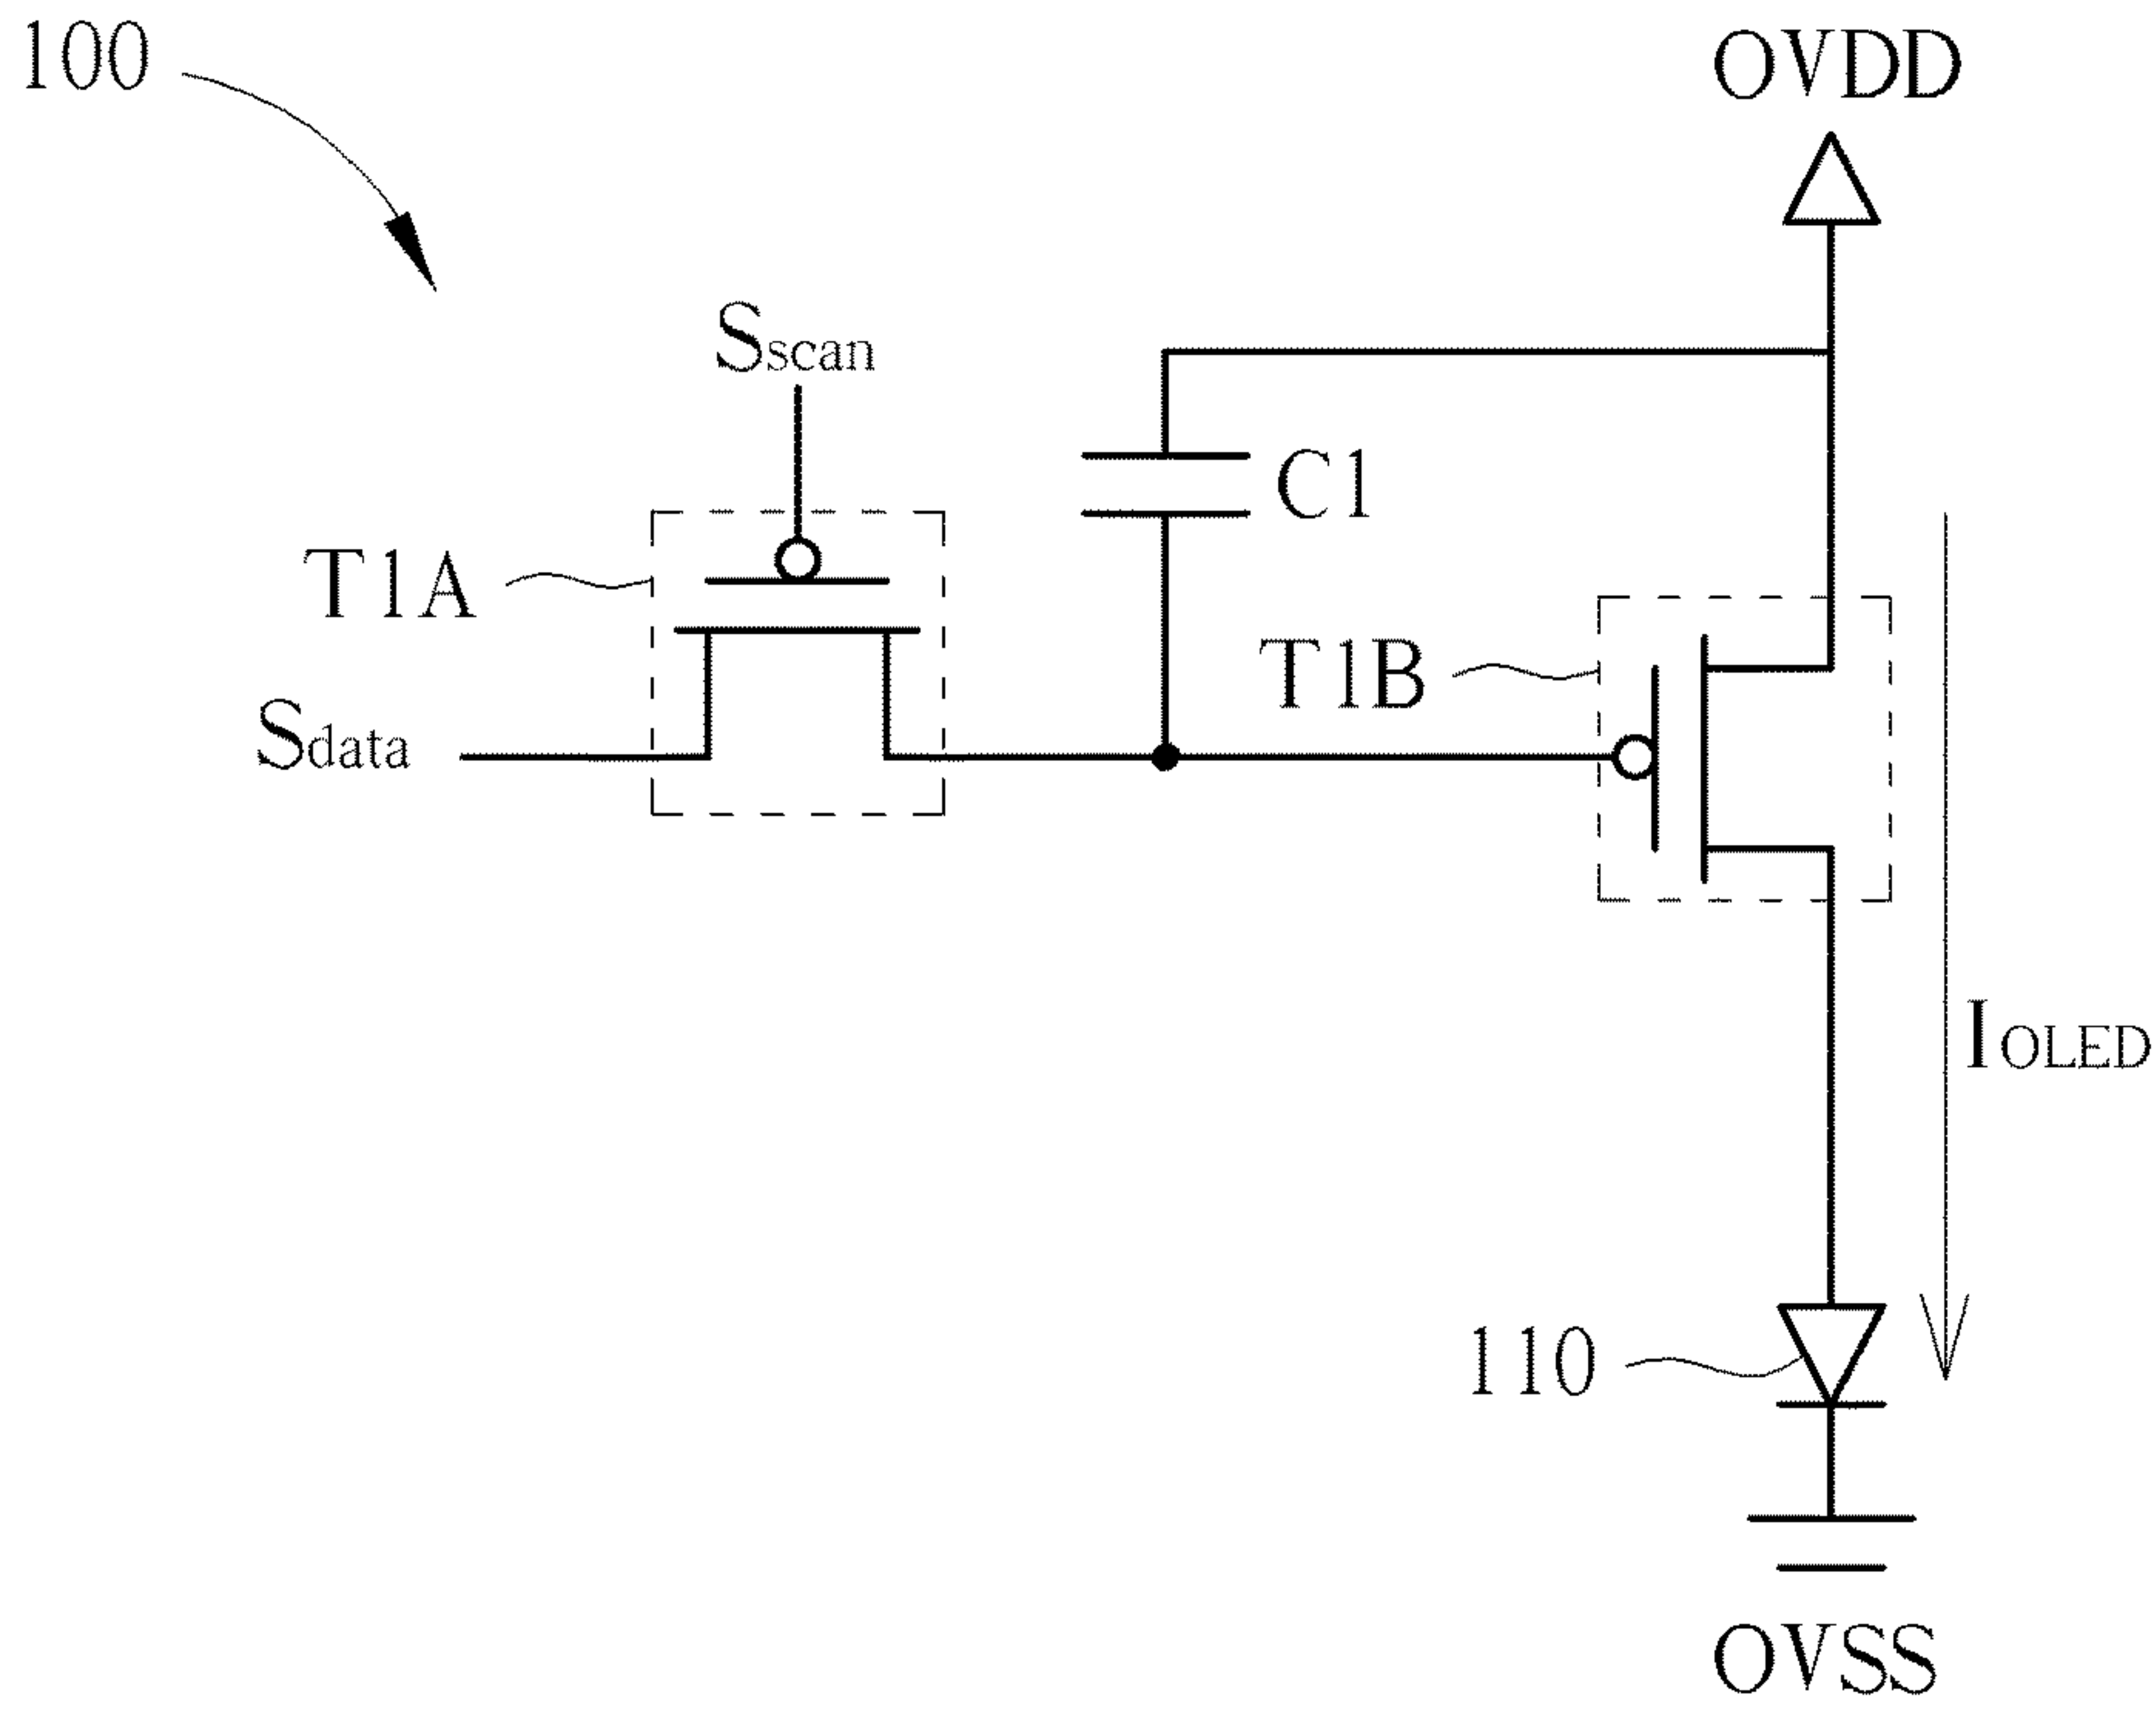 100
OVDD
Sscan
C1
T1A
T1B
Sdata
IOLED
110
OVSS